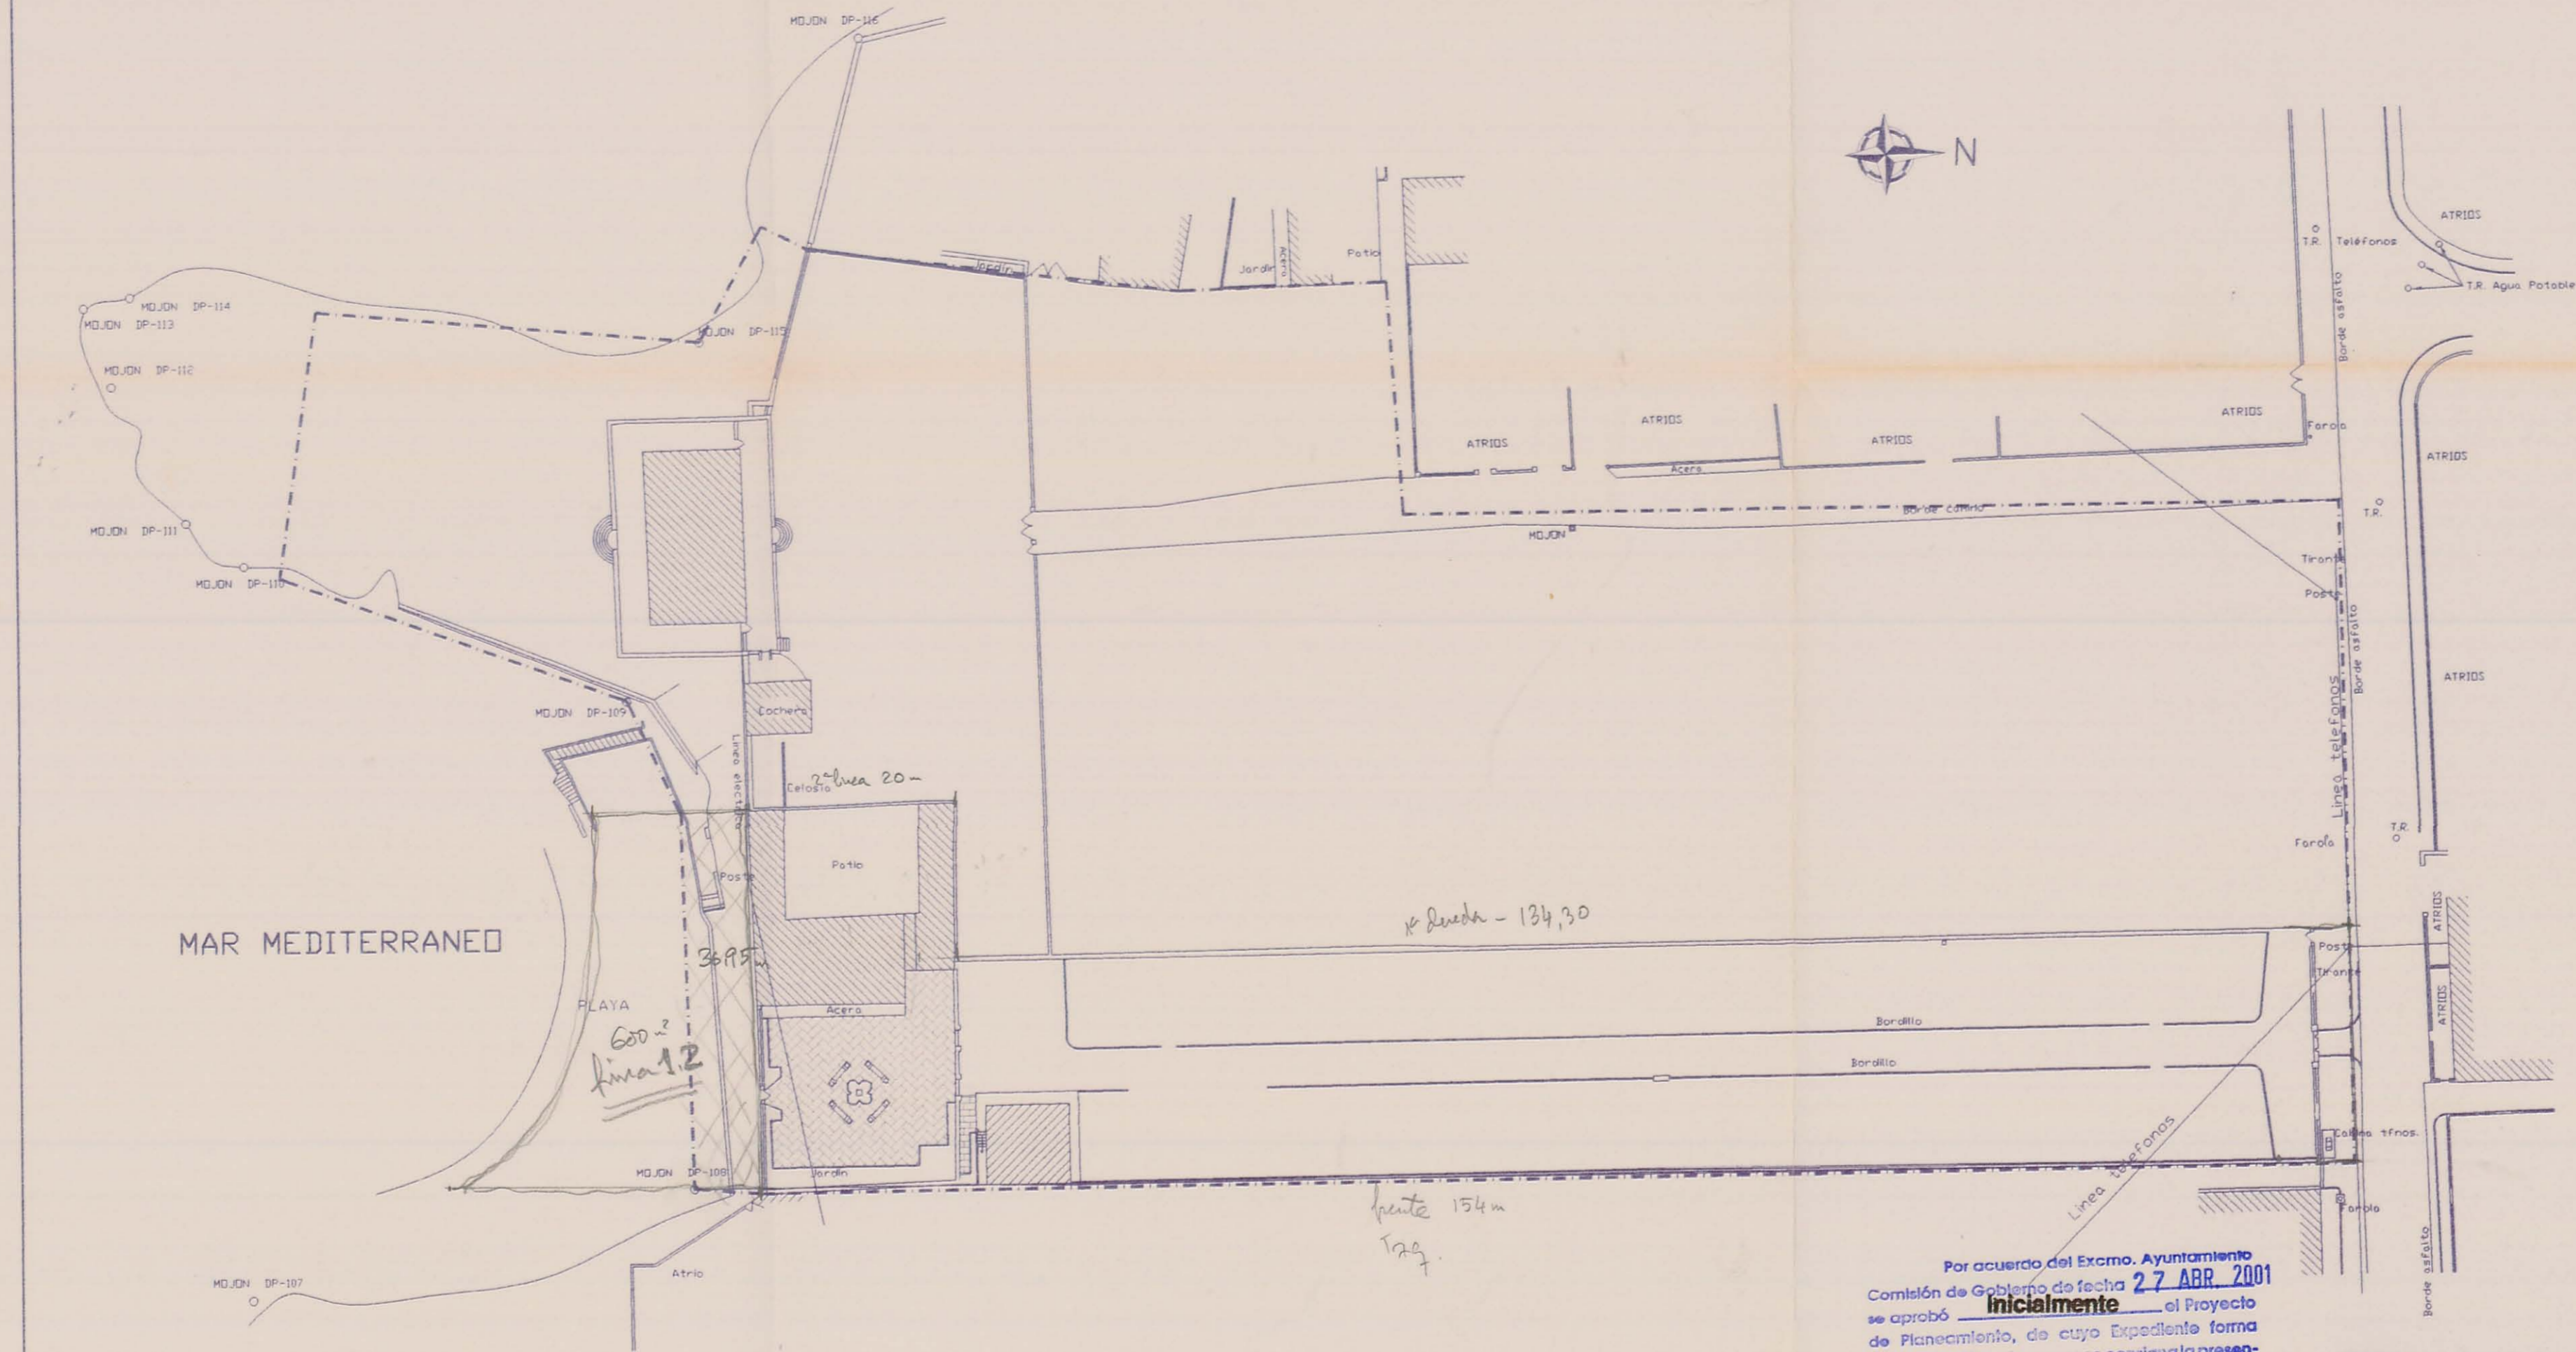 MOJON DP-116
N
ATRIOS
T.R. Teléfonos
T.R. Agua Potable
Borde asfalto
Jardin
Jardin
Acera
Patio
MOJON DP-114
MOJON DP-113
MOJON DP-115
MOJON DP-112
ATRIOS
ATRIOS
ATRIOS
ATRIOS
Farola
ATRIOS
Acera
Borde camino
T.R.
MOJON DP-111
MOJON
MOJON DP-110
Tirante
Poste
Borde asfalto
ATRIOS
MOJON DP-109
Cochera
Linea electrica
Linea telefonos
Celosia
2ª linea 20 m
T.R.
Farola
Patio
Poste
134,30
ATRIOS
MAR MEDITERRANEO
36,95 m
Poste
Tirante
PLAYA
Acera
ATRIOS
Bordillo
600 m²
finca 1.2
Bordillo
Cabina tfnos.
MOJON DP-108
Jardin
Linea telefonos
frente 154 m
Izq.
Farola
Atrio
MOJON DP-107
Borde asfalto
Por acuerdo del Excmo. Ayuntamiento
Comisión de Gobierno de fecha 27 ABR. 2001
se aprobó Inicialmente el Proyecto
de Planeamiento, de cuyo Expediente forma
la presen-